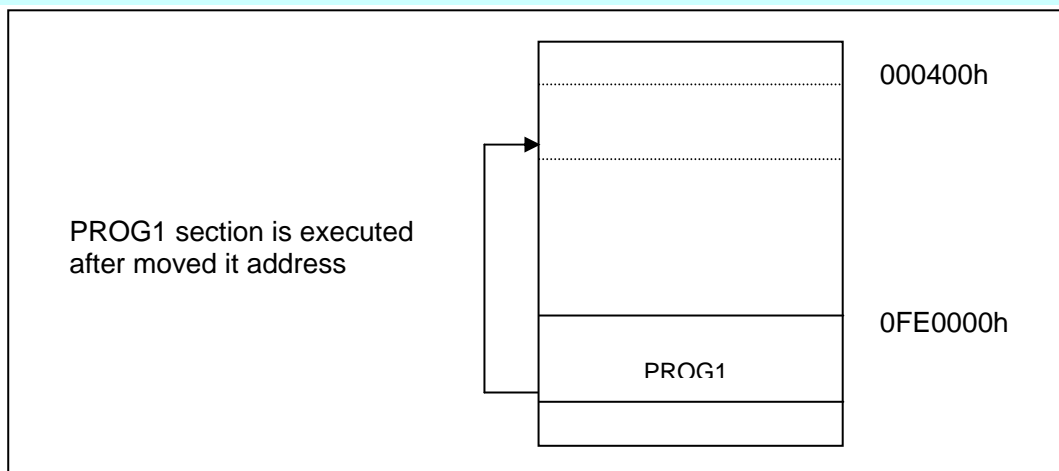 000400h
PROG1 section is executed
after moved it address
0FE0000h
PROG1